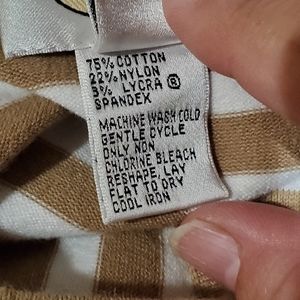 75% COTTON
22% NYLON
3% LYCRA ®
SPANDEX
MACHINE WASH COLD
GENTLE CYCLE
ONLY NON
CHLORINE BLEACH
RESHAPE, LAY
FLAT TO DRY
COOL IRON